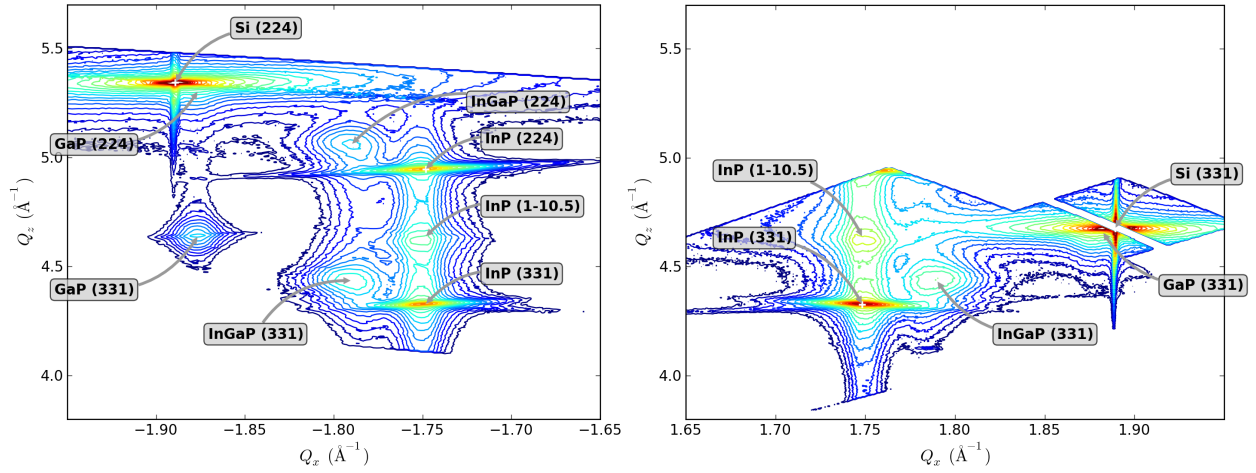 Si (224)
5.5
InGaP (224)
GaP (224)
InP (224)
5.0
InP (1-10.5)
Qz (Å⁻¹)
4.5
GaP (331)
InP (331)
InGaP (331)
4.0
−1.90 −1.85 −1.80 −1.75 −1.70 −1.65
Qx (Å⁻¹)
5.5
5.0
InP (1-10.5)
Si (331)
Qz (Å⁻¹)
InP (331)
4.5
GaP (331)
InGaP (331)
4.0
1.65 1.70 1.75 1.80 1.85 1.90
Qx (Å⁻¹)